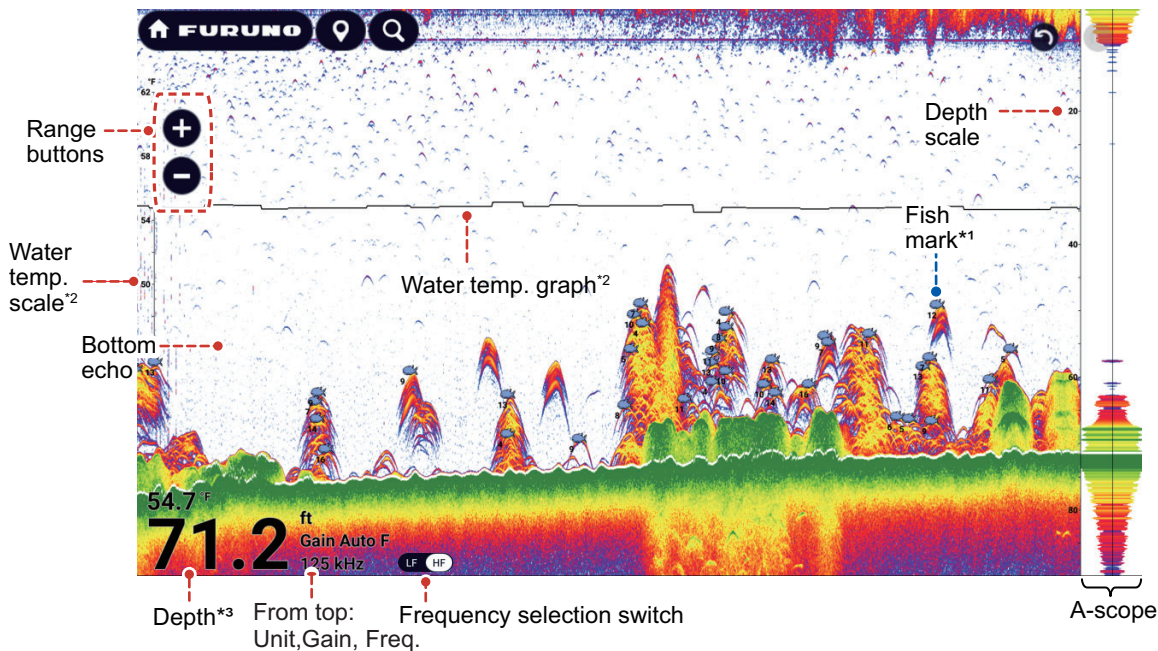 FURUNO
°F
62
Range
buttons
58
Depth
scale
20
54
Fish
mark*1
40
Water
temp.
scale*2
Water temp. graph*2
50
12
Bottom
echo
60
80
54.7 °F
71.2
ft
Gain Auto F
125 kHz
LF HF
Depth*3
From top:
Unit,Gain, Freq.
Frequency selection switch
A-scope